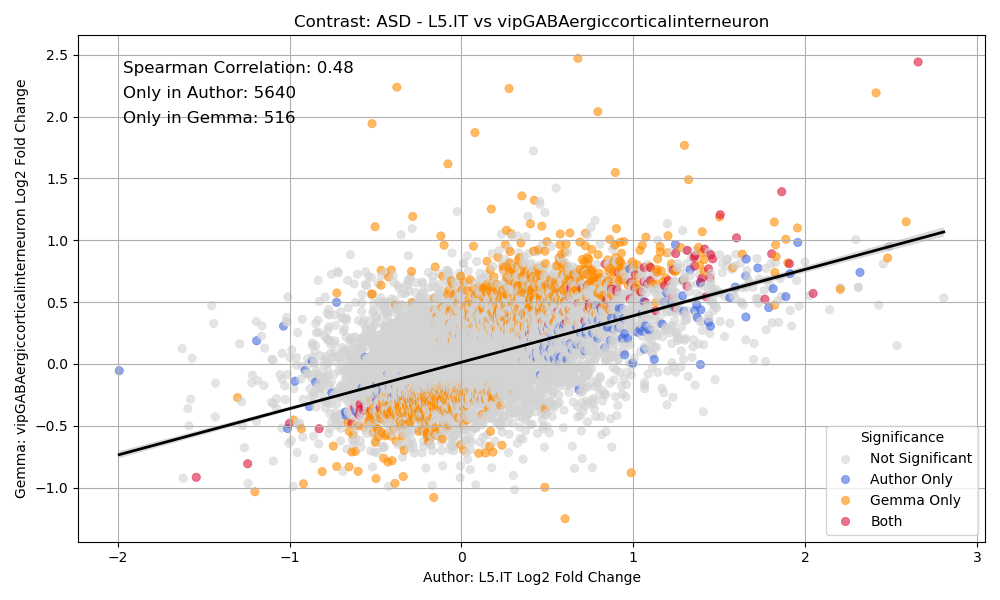 Contrast: ASD - L5.IT vs vipGABAergiccorticalinterneuron
Spearman Correlation: 0.48
Only in Author: 5640
Only in Gemma: 516
Gemma: vipGABAergiccorticalinterneuron Log2 Fold Change
2.5
2.0
1.5
1.0
0.5
0.0
−0.5
−1.0
Significance
Not Significant
Author Only
Gemma Only
Both
−2
−1
0
1
2
3
Author: L5.IT Log2 Fold Change